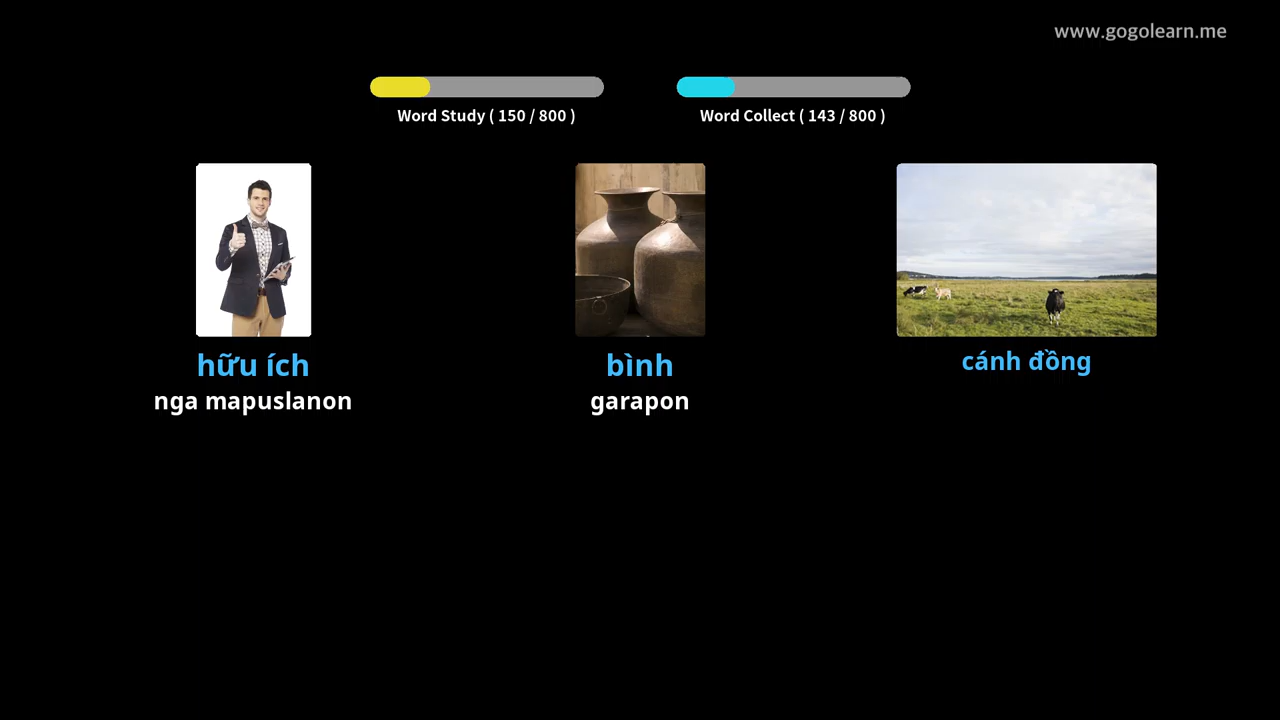 www.gogolearn.me
Word Study ( 150 / 800 )
Word Collect ( 143 / 800 )
hữu ích
nga mapuslanon
bình
garapon
cánh đồng